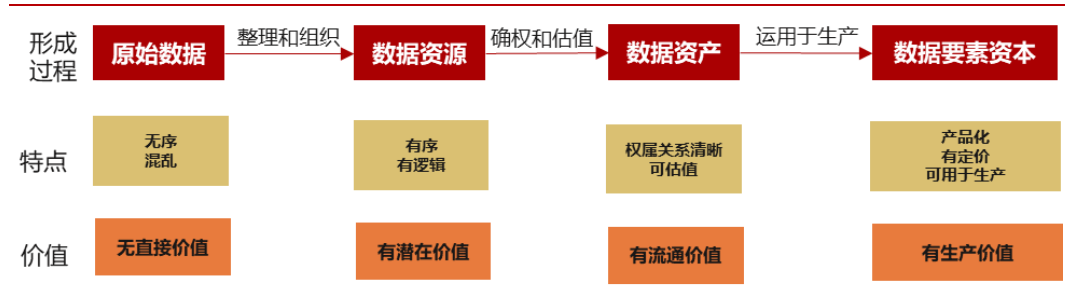 形成
过程
原始数据
整理和组织
数据资源
确权和估值
数据资产
运用于生产
数据要素资本
特点
无序
混乱
有序
有逻辑
权属关系清晰
可估值
产品化
有定价
可用于生产
价值
无直接价值
有潜在价值
有流通价值
有生产价值